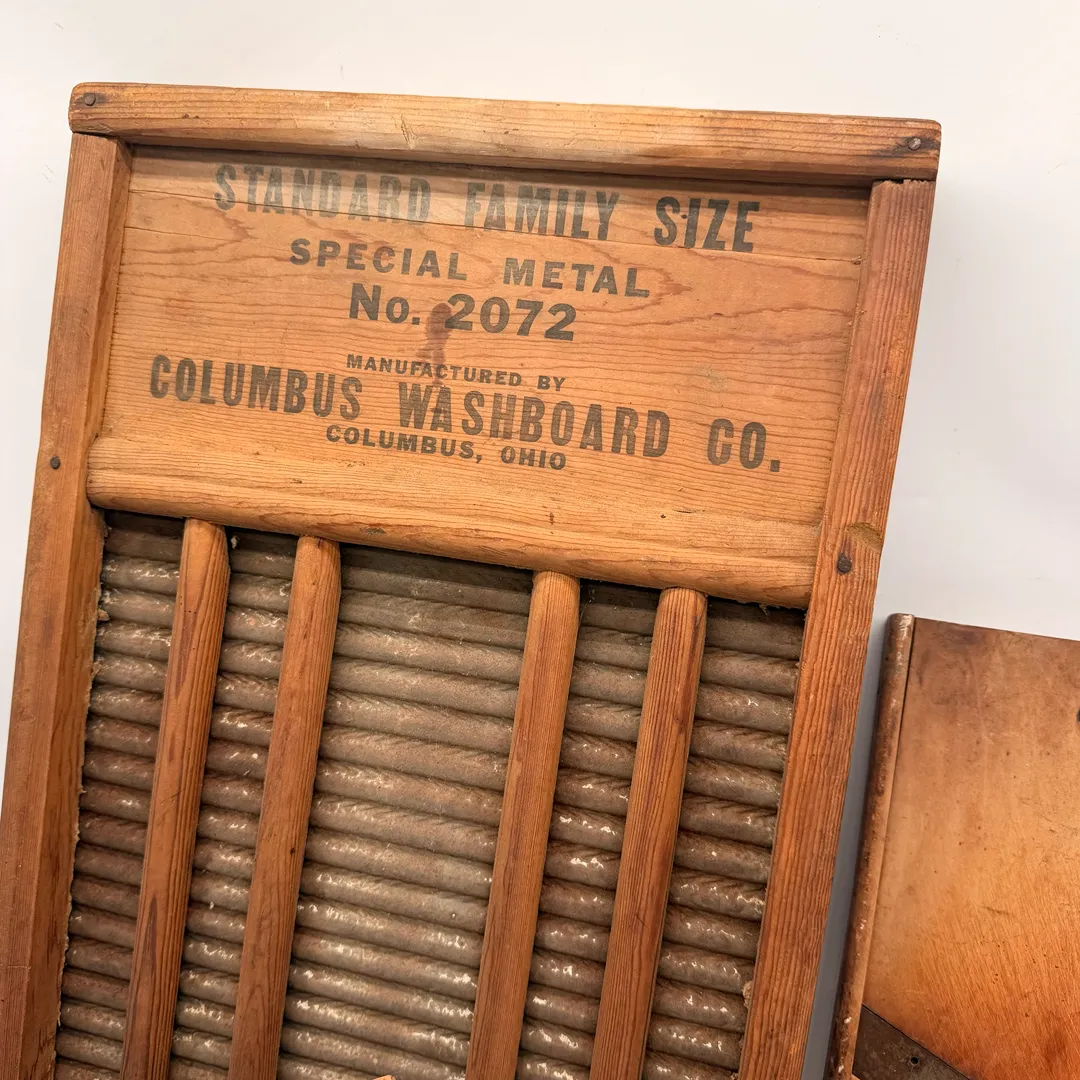 STANDARD FAMILY SIZE
SPECIAL METAL
No. 2072
MANUFACTURED BY
COLUMBUS WASHBOARD CO.
COLUMBUS, OHIO